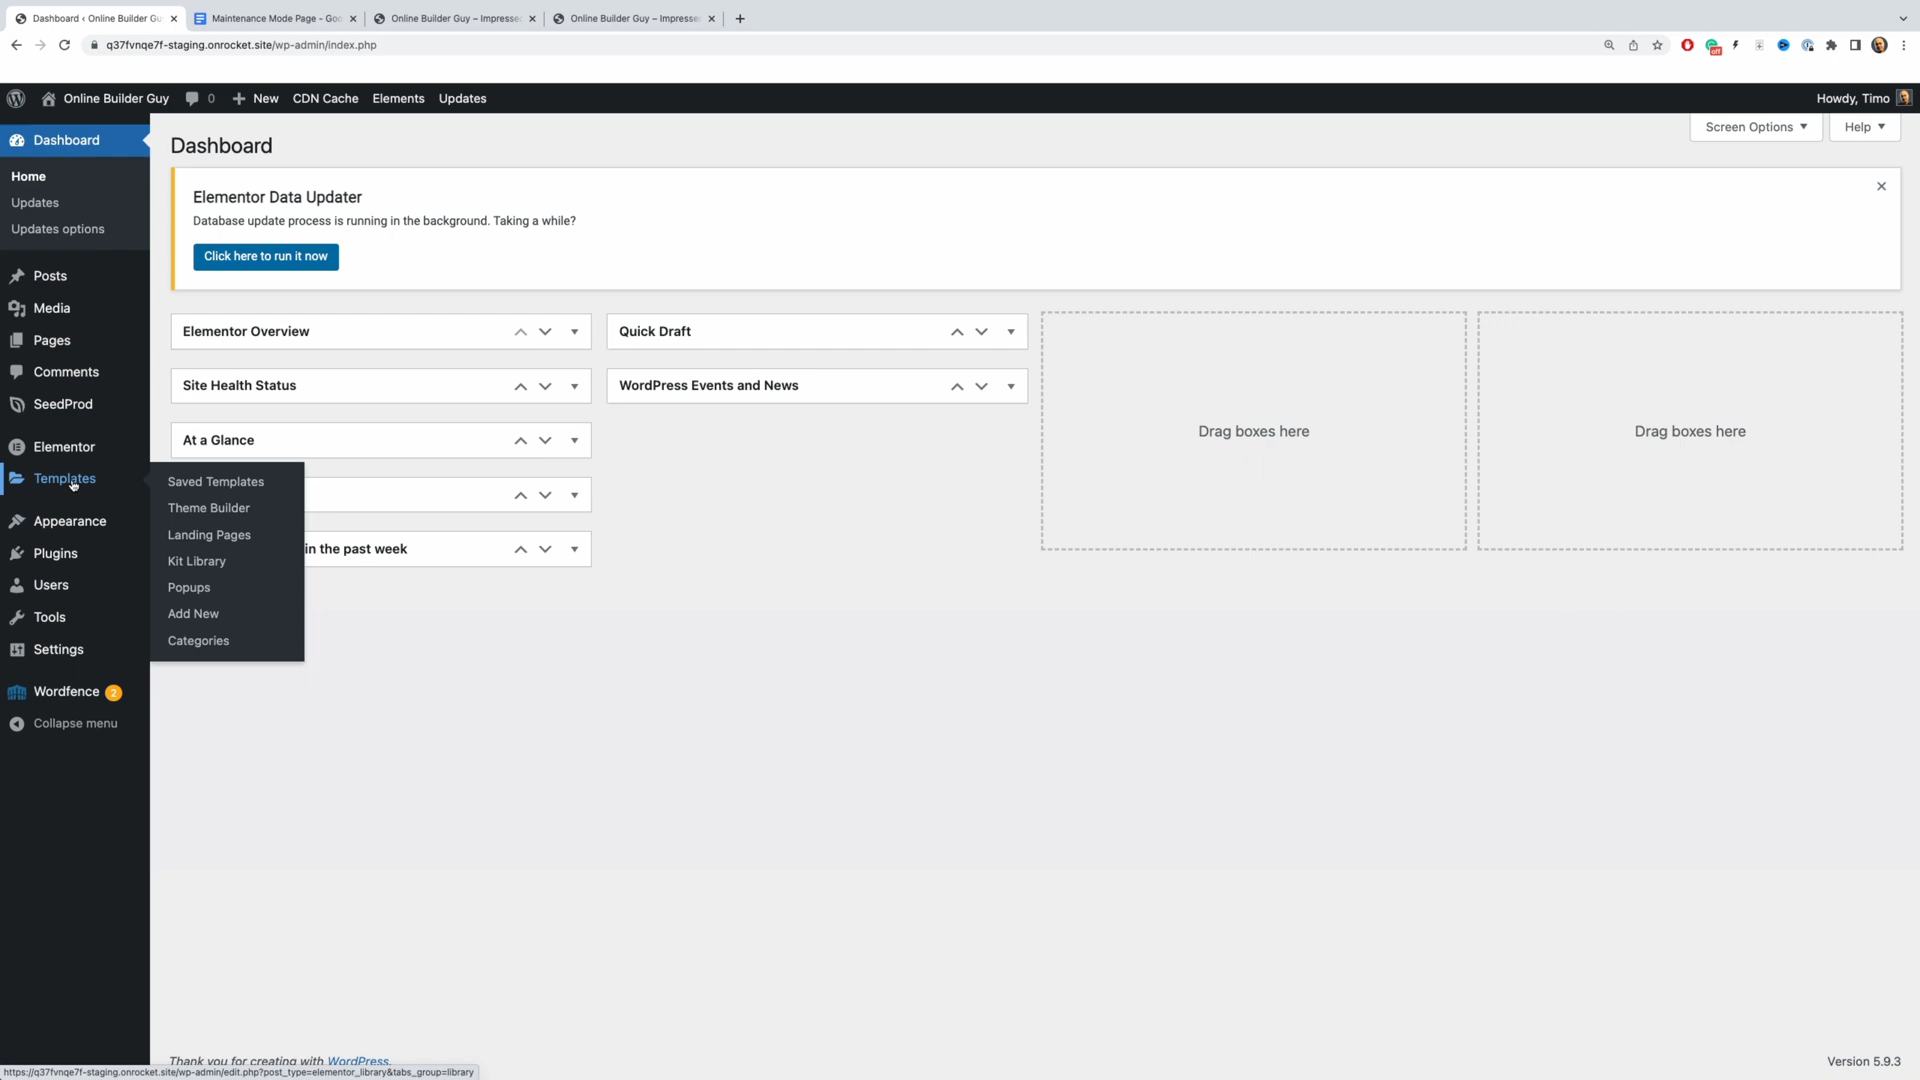 Dashboard ‹ Online Builder Gu
Maintenance Mode Page - Goo
Online Builder Guy – Impresse
Online Builder Guy – Impresse
q37fvnqe7f-staging.onrocket.site/wp-admin/index.php
off
Online Builder Guy
0
New
CDN Cache
Elements
Updates
Howdy, Timo
Dashboard
Home
Updates
Updates options
Posts
Media
Pages
Comments
SeedProd
Elementor
Templates
Appearance
Plugins
Users
Tools
Settings
Wordfence 2
Collapse menu
Saved Templates
Theme Builder
Landing Pages
Kit Library
Popups
Add New
Categories
Dashboard
Screen Options
Help
Elementor Data Updater
Database update process is running in the background. Taking a while?
Click here to run it now
Elementor Overview
Quick Draft
Site Health Status
WordPress Events and News
At a Glance
in the past week
Drag boxes here
Drag boxes here
Thank you for creating with WordPress.
Version 5.9.3
https://q37fvnqe7f-staging.onrocket.site/wp-admin/edit.php?post_type=elementor_library&tabs_group=library